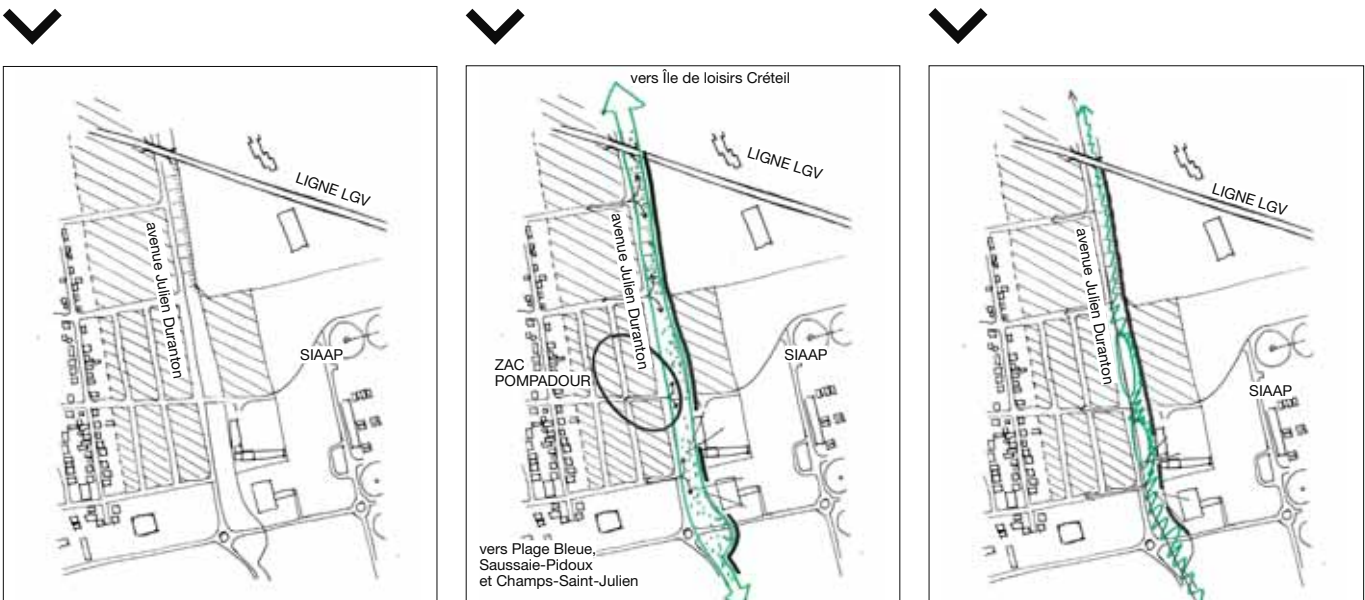 LIGNE LGV
avenue Julien Duranton
SIAAP
vers Île de loisirs Créteil
LIGNE LGV
avenue Julien Duranton
ZAC
POMPADOUR
SIAAP
vers Plage Bleue,
Saussaie-Pidoux
et Champs-Saint-Julien
LIGNE LGV
avenue Julien Duranton
SIAAP